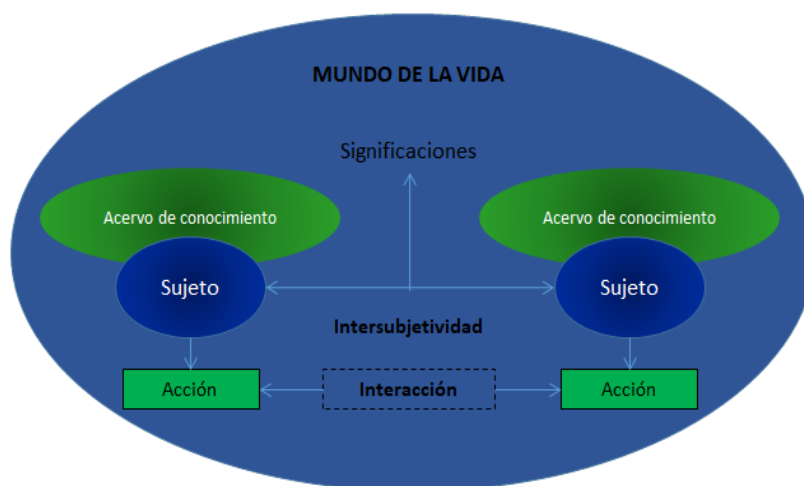 MUNDO DE LA VIDA
Significaciones
Acervo de conocimiento
Acervo de conocimiento
Sujeto
Sujeto
Intersubjetividad
Acción
Interacción
Acción